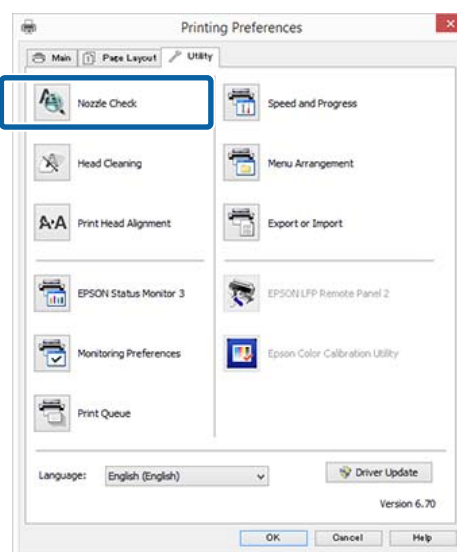 Printing Preferences
Main
Page Layout
Utility
Nozzle Check
Speed and Progress
Head Cleaning
Menu Arrangement
Print Head Alignment
Export or Import
EPSON Status Monitor 3
EPSON LFP Remote Panel 2
Monitoring Preferences
Epson Color Calibration Utility
Print Queue
Language:
English (English)
Driver Update
Version 6.70
OK
Cancel
Help